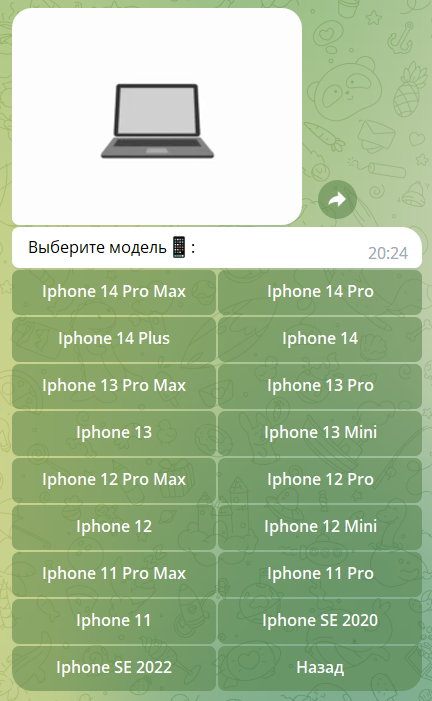 Выберите модель 📱 :
20:24
Iphone 14 Pro Max
Iphone 14 Pro
Iphone 14 Plus
Iphone 14
Iphone 13 Pro Max
Iphone 13 Pro
Iphone 13
Iphone 13 Mini
Iphone 12 Pro Max
Iphone 12 Pro
Iphone 12
Iphone 12 Mini
Iphone 11 Pro Max
Iphone 11 Pro
Iphone 11
Iphone SE 2020
Iphone SE 2022
Назад